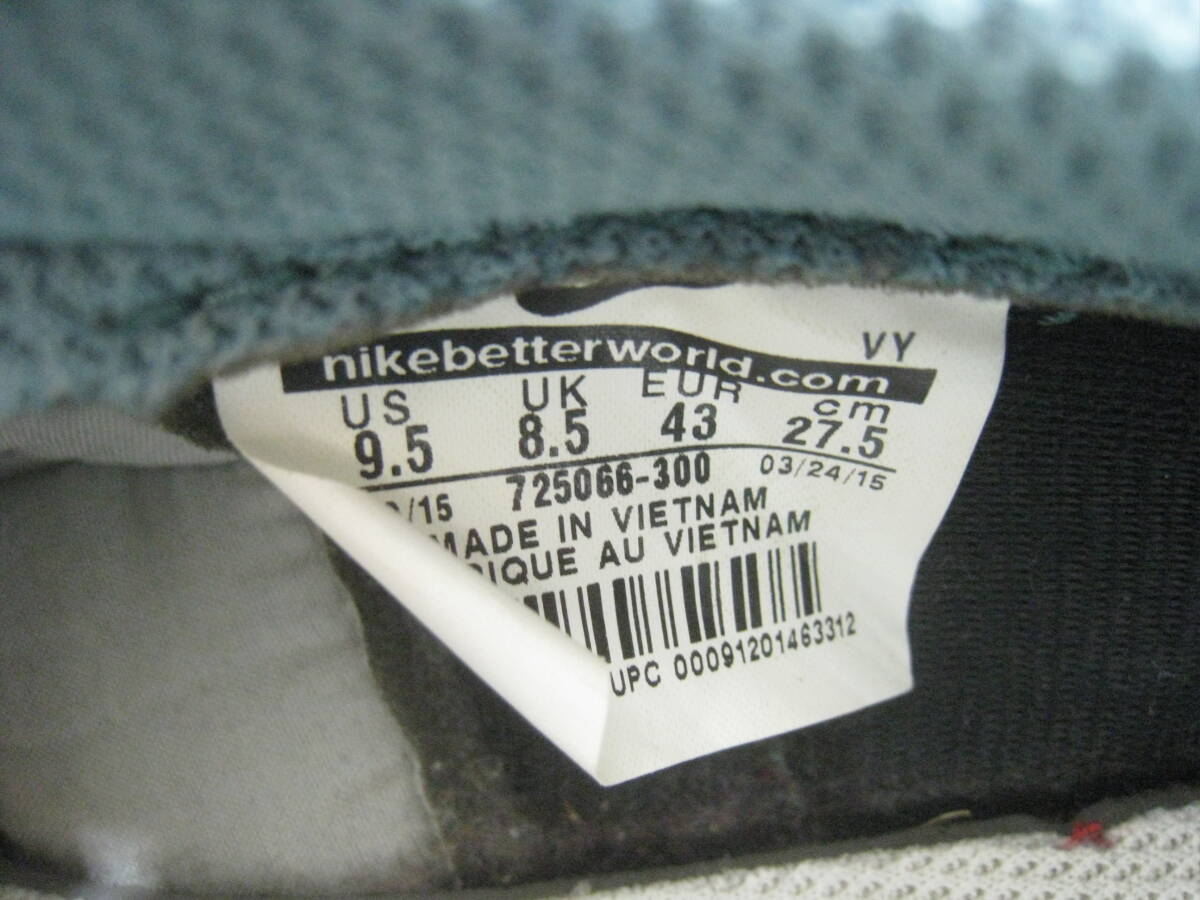 nikebetterworld.com
VY
US UK EUR cm
9.5 8.5 43 27.5
/15 725066-300 03/24/15
MADE IN VIETNAM
IQUE AU VIETNAM
UPC 00091201463312